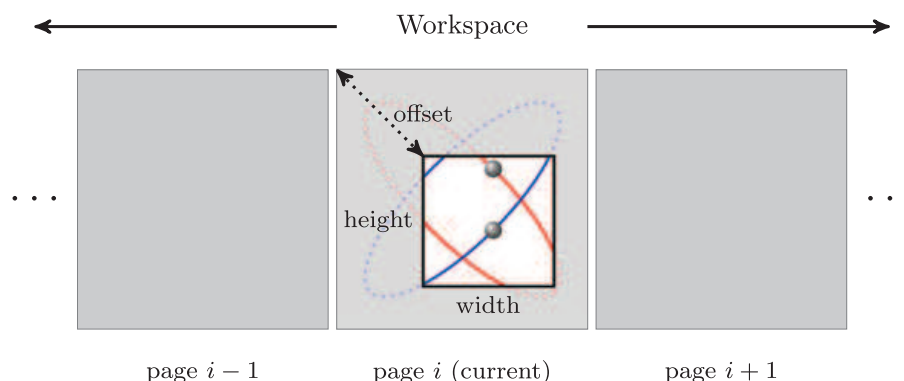 Workspace
offset
. . .
height
. .
width
page i − 1
page i (current)
page i + 1